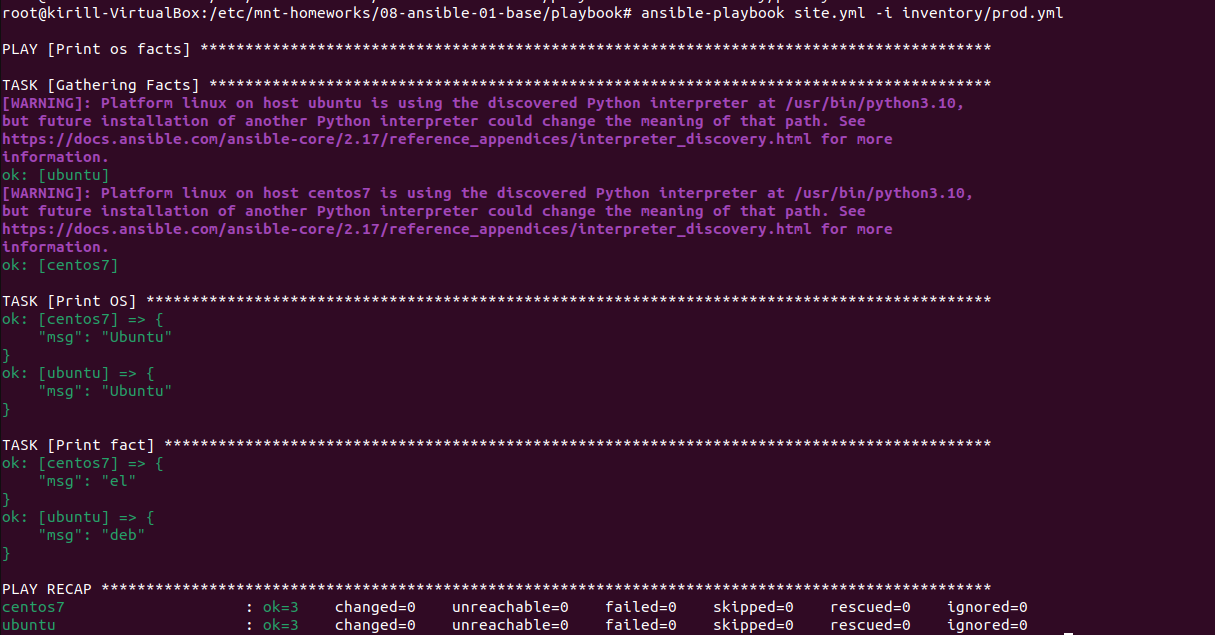 root@kirill-VirtualBox:/etc/mnt-homeworks/08-ansible-01-base/playbook# ansible-playbook site.yml -i inventory/prod.yml
PLAY [Print os facts] ****************************************************************************************
TASK [Gathering Facts] ***************************************************************************************
[WARNING]: Platform linux on host ubuntu is using the discovered Python interpreter at /usr/bin/python3.10,
but future installation of another Python interpreter could change the meaning of that path. See
https://docs.ansible.com/ansible-core/2.17/reference_appendices/interpreter_discovery.html for more
information.
ok: [ubuntu]
[WARNING]: Platform linux on host centos7 is using the discovered Python interpreter at /usr/bin/python3.10,
but future installation of another Python interpreter could change the meaning of that path. See
https://docs.ansible.com/ansible-core/2.17/reference_appendices/interpreter_discovery.html for more
information.
ok: [centos7]
TASK [Print OS] **********************************************************************************************
ok: [centos7] => {
    "msg": "Ubuntu"
}
ok: [ubuntu] => {
    "msg": "Ubuntu"
}
TASK [Print fact] ********************************************************************************************
ok: [centos7] => {
    "msg": "el"
}
ok: [ubuntu] => {
    "msg": "deb"
}
PLAY RECAP ***************************************************************************************************
centos7                    : ok=3    changed=0    unreachable=0    failed=0    skipped=0    rescued=0    ignored=0
ubuntu                     : ok=3    changed=0    unreachable=0    failed=0    skipped=0    rescued=0    ignored=0